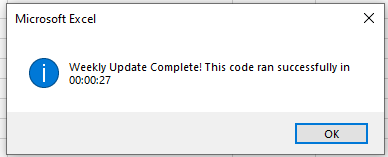 Microsoft Excel
Weekly Update Complete! This code ran successfully in
00:00:27
OK